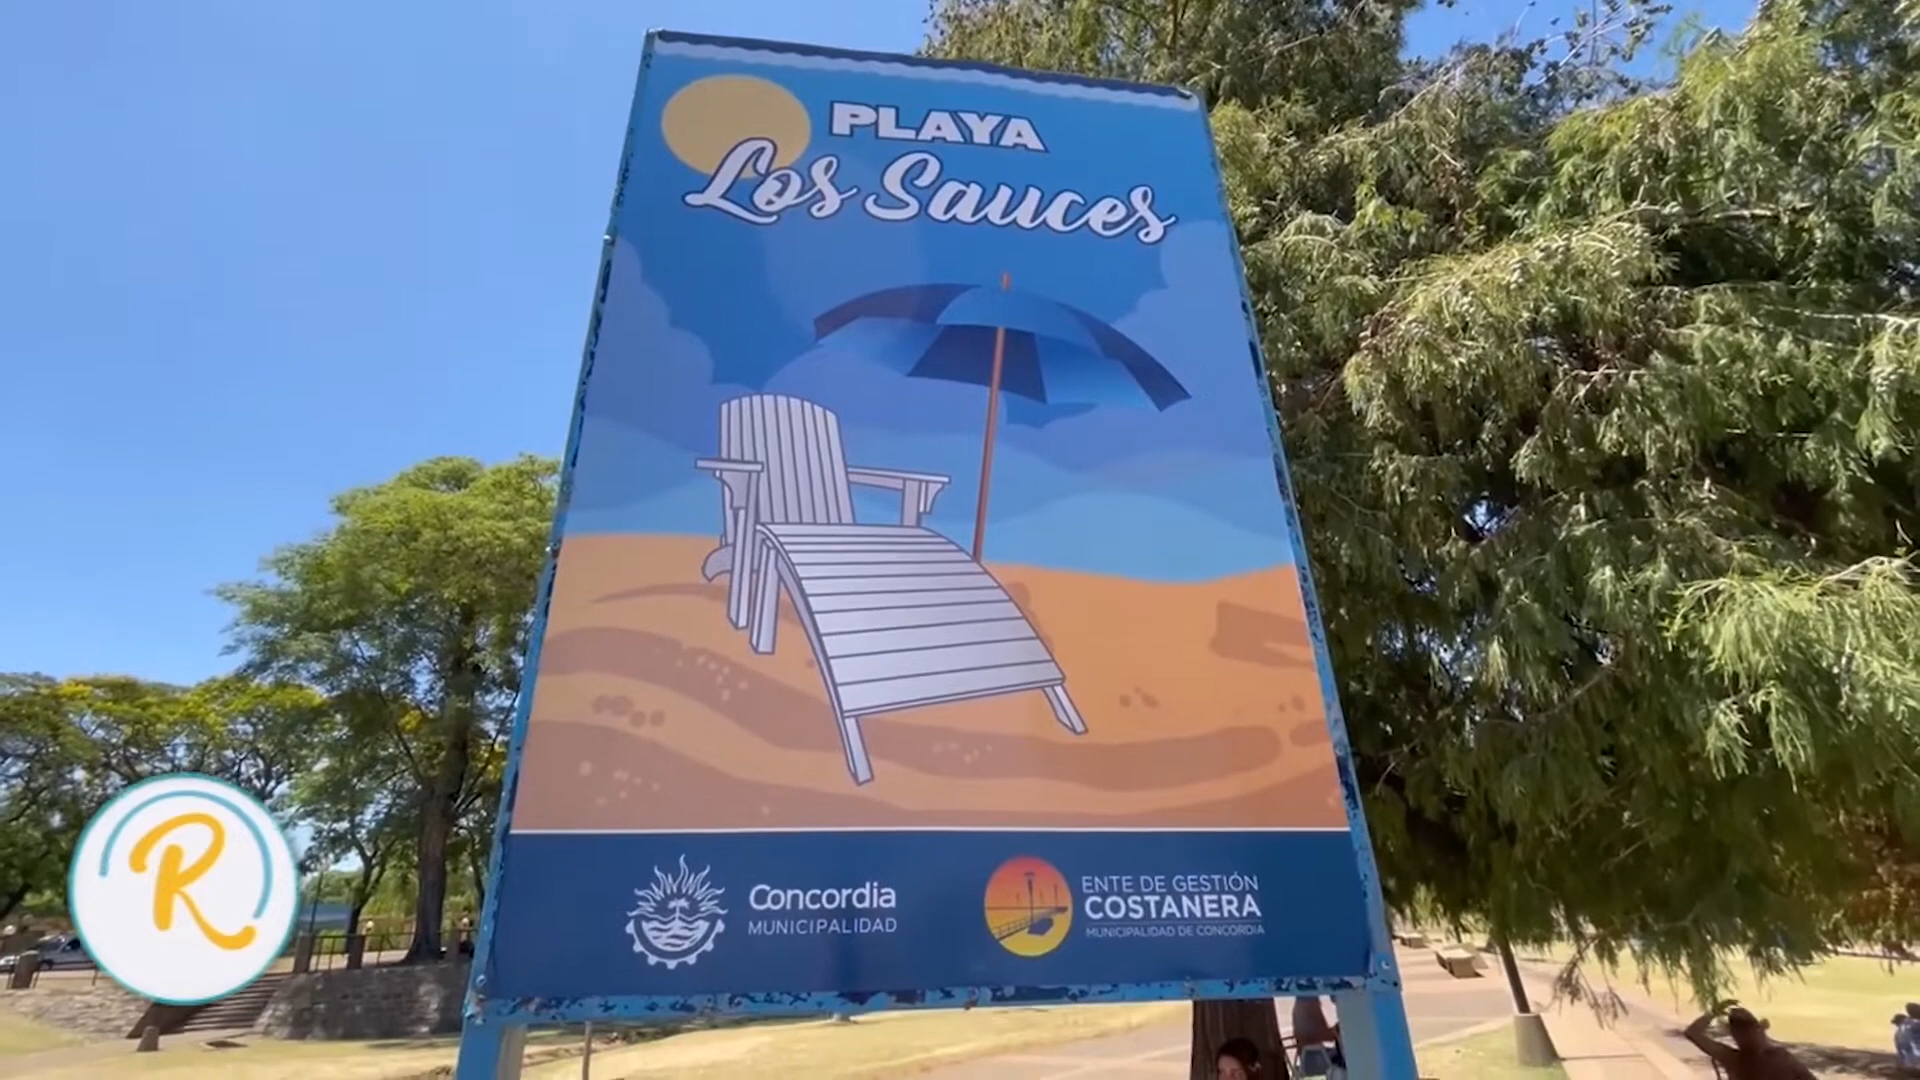 PLAYA
Los Sauces
Concordia
MUNICIPALIDAD
ENTE DE GESTIÓN
COSTANERA
MUNICIPALIDAD DE CONCORDIA
R